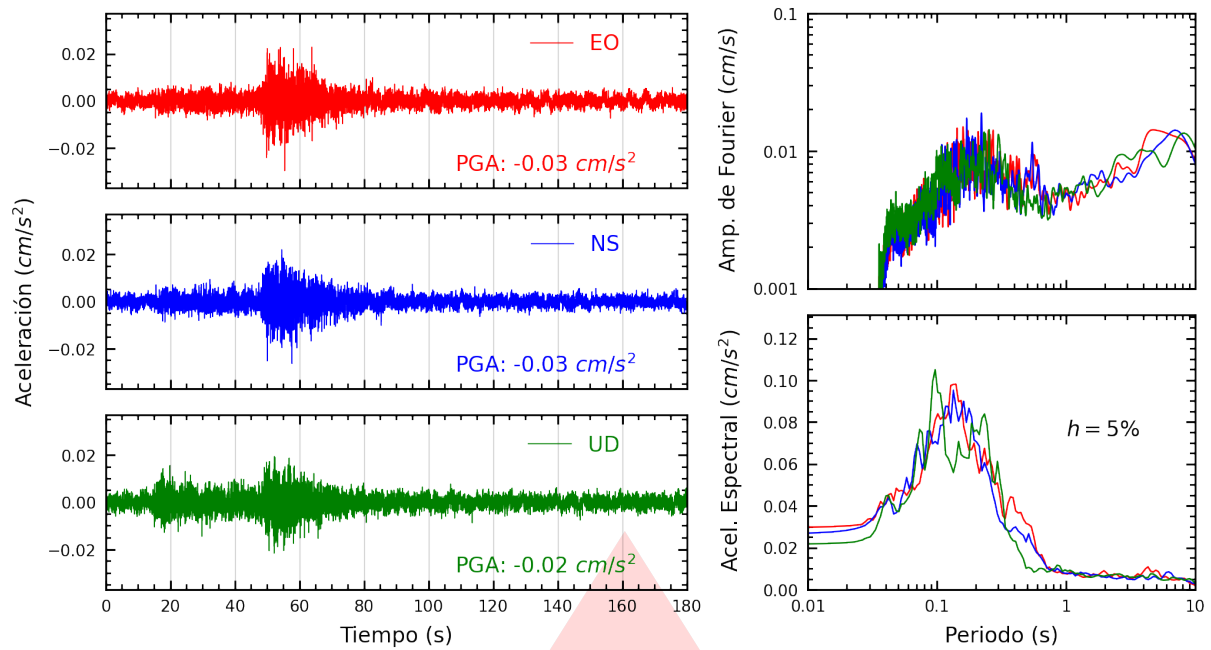 Aceleración (cm/s²)
0.02
0.00
−0.02
EO
PGA: -0.03 cm/s²
0.02
0.00
−0.02
NS
PGA: -0.03 cm/s²
0.02
0.00
−0.02
UD
PGA: -0.02 cm/s²
0 20 40 60 80 100 120 140 160 180
Tiempo (s)
Amp. de Fourier (cm/s)
0.1
0.01
0.001
Acel. Espectral (cm/s²)
0.12
0.10
0.08
0.06
0.04
0.02
0.00
h = 5%
0.01 0.1 1 10
Periodo (s)